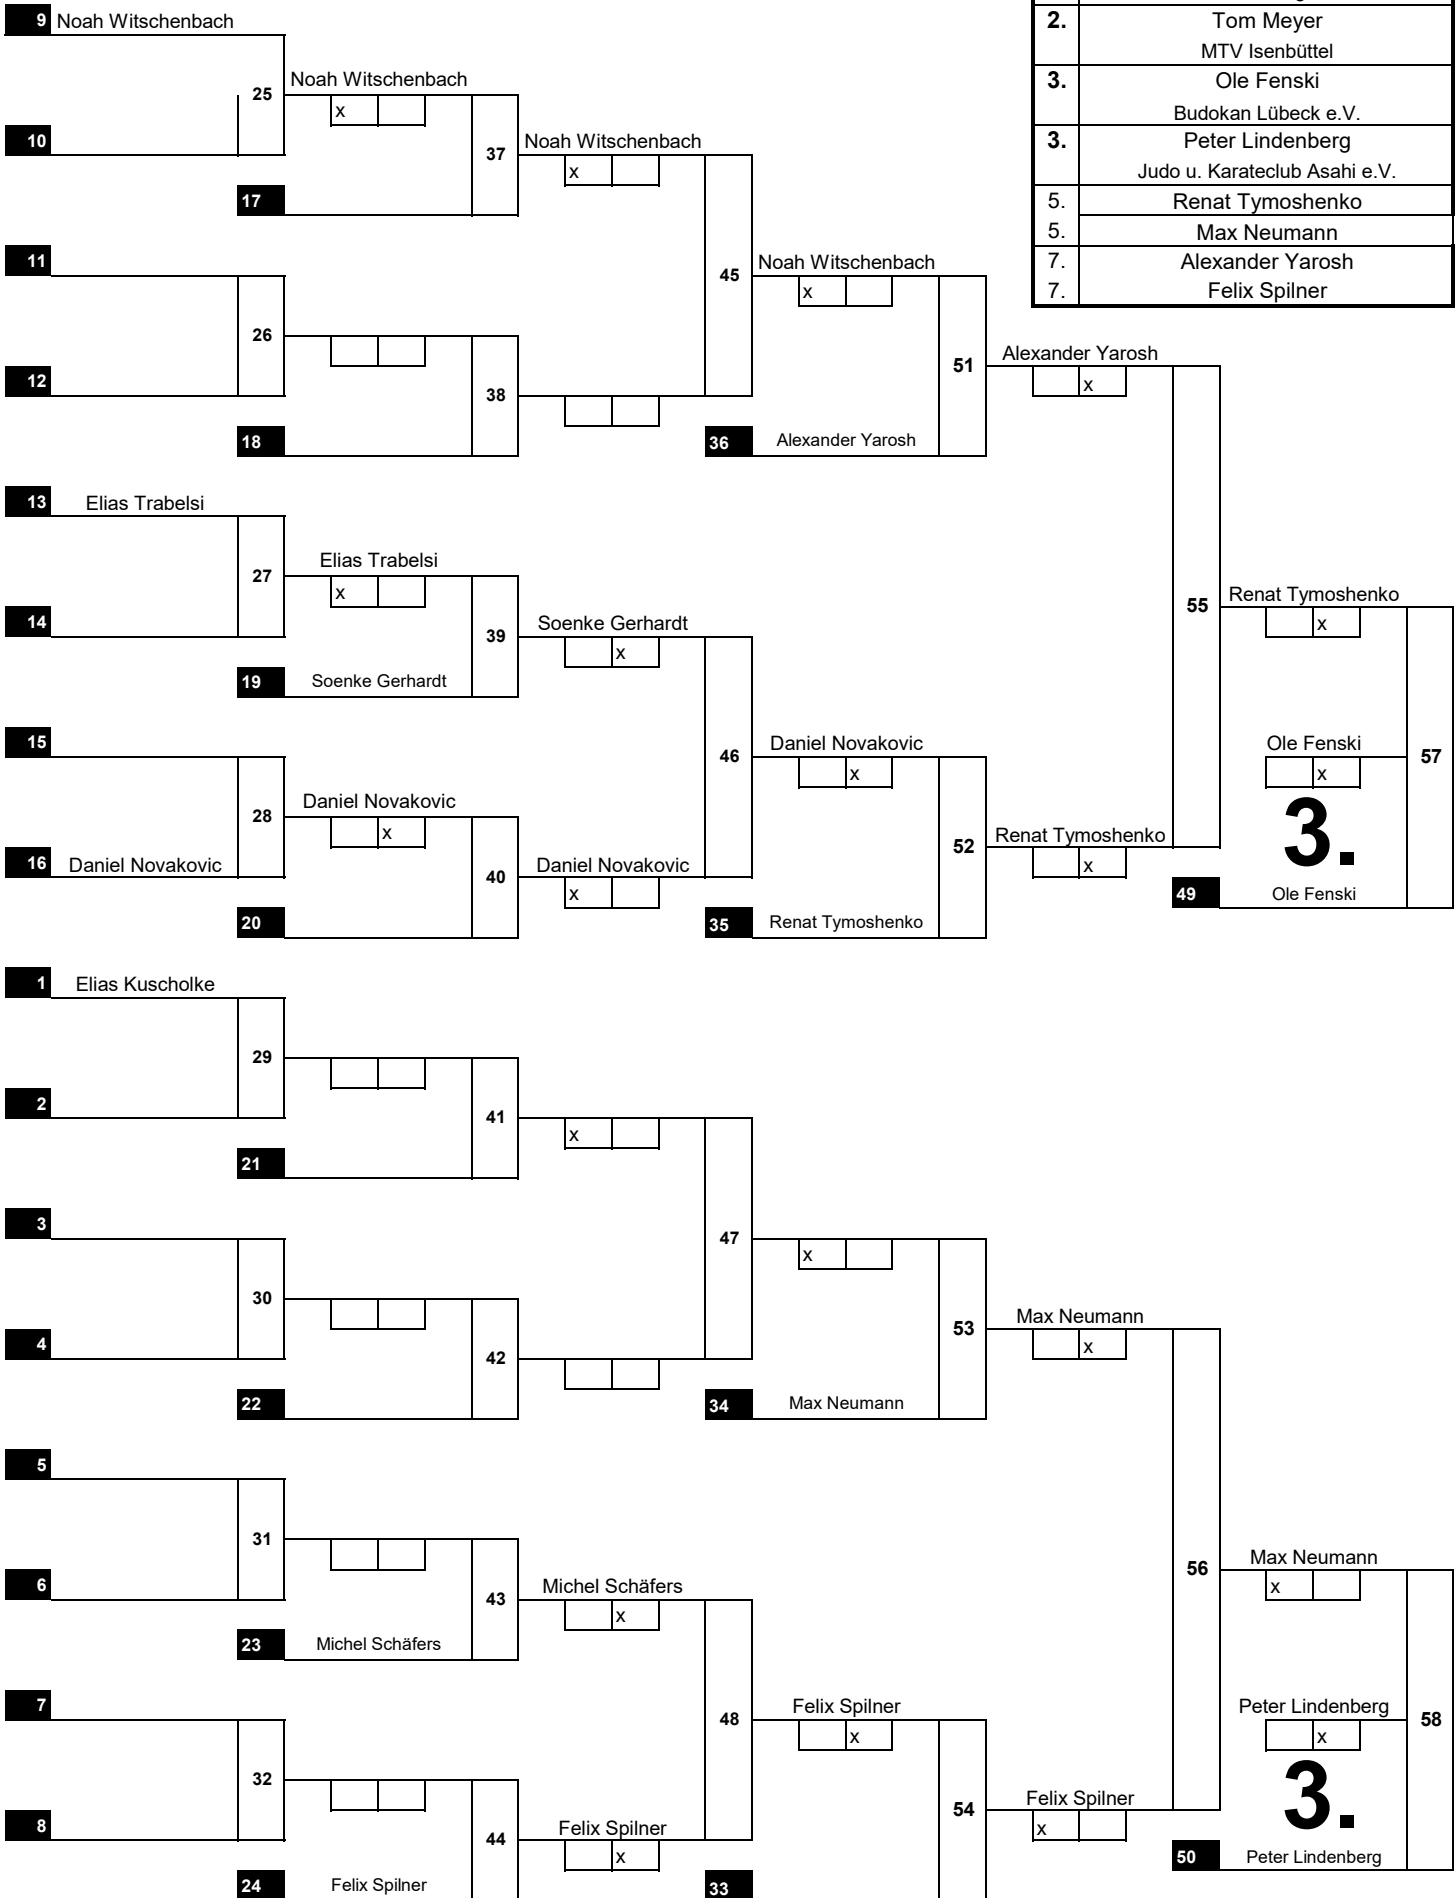 9 Noah Witschenbach
2. Tom Meyer
MTV Isenbüttel
3. Ole Fenski
Budokan Lübeck e.V.
3. Peter Lindenberg
Judo u. Karateclub Asahi e.V.
5. Renat Tymoshenko
5. Max Neumann
7. Alexander Yarosh
7. Felix Spilner
25 Noah Witschenbach
x
10
37 Noah Witschenbach
x
17
11
45 Noah Witschenbach
x
26
12
38
51 Alexander Yarosh
x
18
36 Alexander Yarosh
13 Elias Trabelsi
27 Elias Trabelsi
x
14
39 Soenke Gerhardt
x
55 Renat Tymoshenko
x
19 Soenke Gerhardt
15
46 Daniel Novakovic
x
Ole Fenski 57
x
28 Daniel Novakovic
x
3.
16 Daniel Novakovic
40 Daniel Novakovic
x
52 Renat Tymoshenko
x
49 Ole Fenski
20
35 Renat Tymoshenko
1 Elias Kuscholke
29
2
41
x
21
3
47
x
30
4
42
53 Max Neumann
x
22
34 Max Neumann
5
31
6
43 Michel Schäfers
x
56 Max Neumann
x
23 Michel Schäfers
7
48 Felix Spilner
x
Peter Lindenberg 58
x
32
3.
8
44 Felix Spilner
x
54 Felix Spilner
x
50 Peter Lindenberg
24 Felix Spilner
33